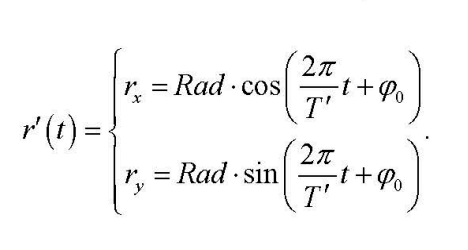 r'(t) = { r_x = Rad · cos( 2π/T' t + φ_0 )
r_y = Rad · sin( 2π/T' t + φ_0 ) .